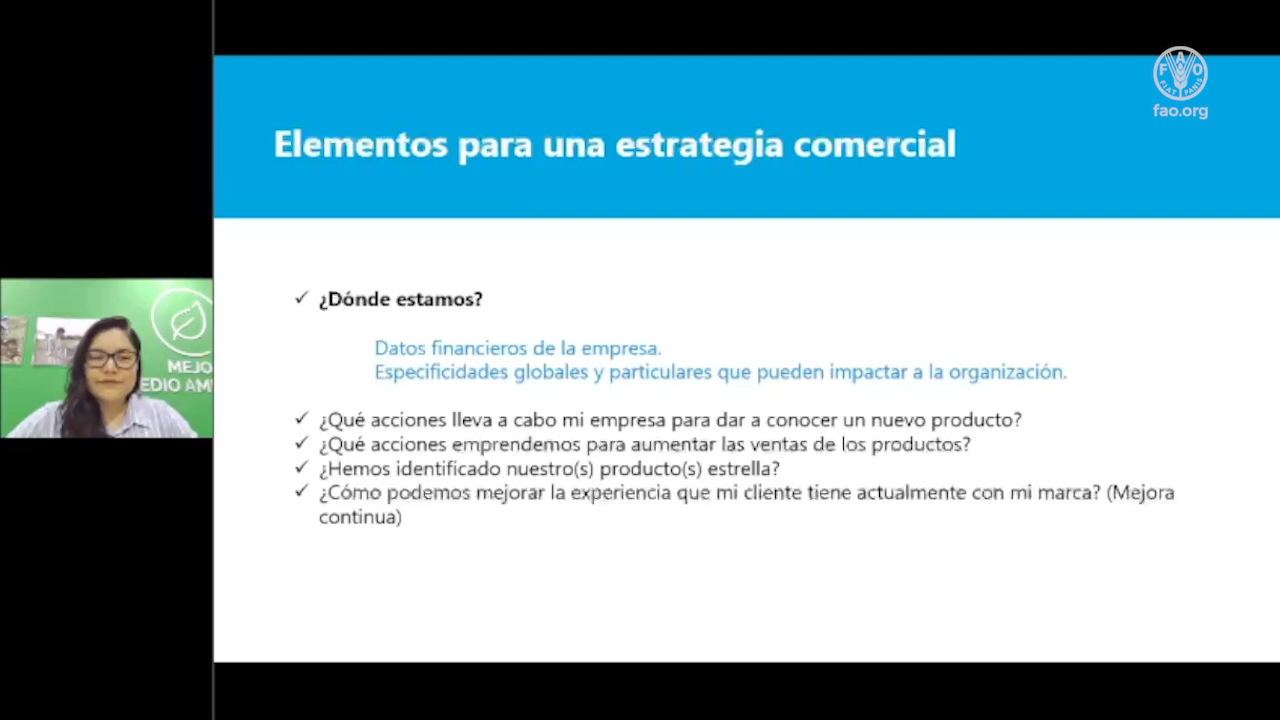 FAO
FIAT PANIS
fao.org
Elementos para una estrategia comercial
✓ ¿Dónde estamos?
Datos financieros de la empresa.
Especificidades globales y particulares que pueden impactar a la organización.
✓ ¿Qué acciones lleva a cabo mi empresa para dar a conocer un nuevo producto?
✓ ¿Qué acciones emprendemos para aumentar las ventas de los productos?
✓ ¿Hemos identificado nuestro(s) producto(s) estrella?
✓ ¿Cómo podemos mejorar la experiencia que mi cliente tiene actualmente con mi marca? (Mejora
continua)
MEJO
EDIO AM